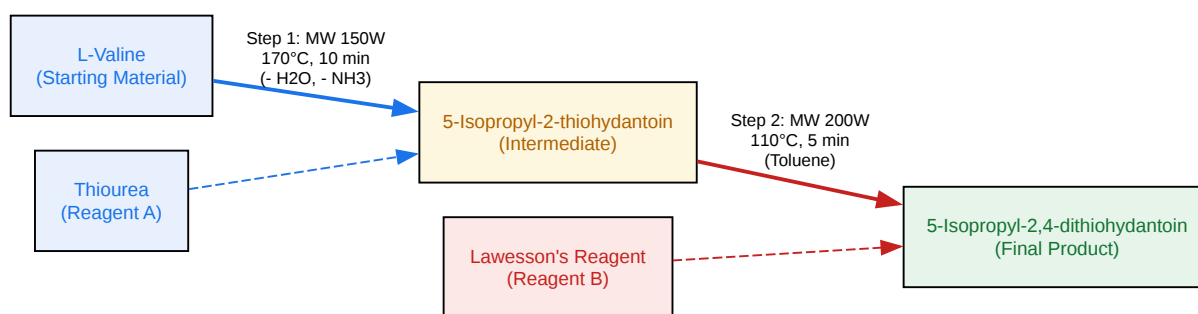 L-Valine
(Starting Material)
Step 1: MW 150W
170°C, 10 min
(- H2O, - NH3)
Thiourea
(Reagent A)
5-Isopropyl-2-thiohydantoin
(Intermediate)
Step 2: MW 200W
110°C, 5 min
(Toluene)
Lawesson's Reagent
(Reagent B)
5-Isopropyl-2,4-dithiohydantoin
(Final Product)